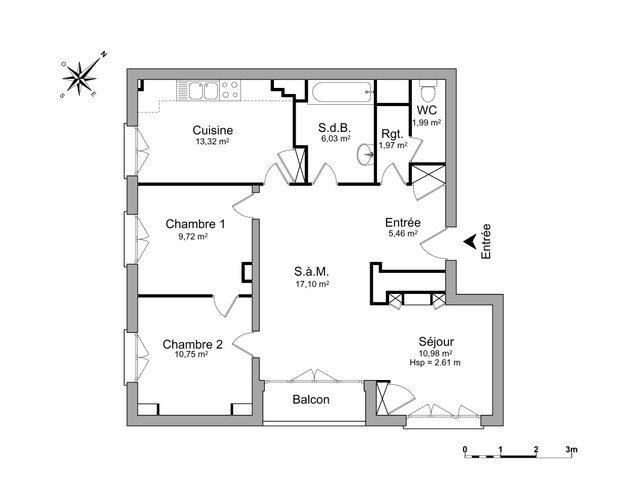 N
O
S
E
Cuisine
13,32 m²
S.d.B.
6,03 m²
Rgt.
1,97 m²
WC
1,99 m²
Chambre 1
9,72 m²
Entrée
5,46 m²
Entrée
S.à.M.
17,10 m²
Chambre 2
10,75 m²
Séjour
10,98 m²
Hsp = 2.61 m
Balcon
0 1 2 3m